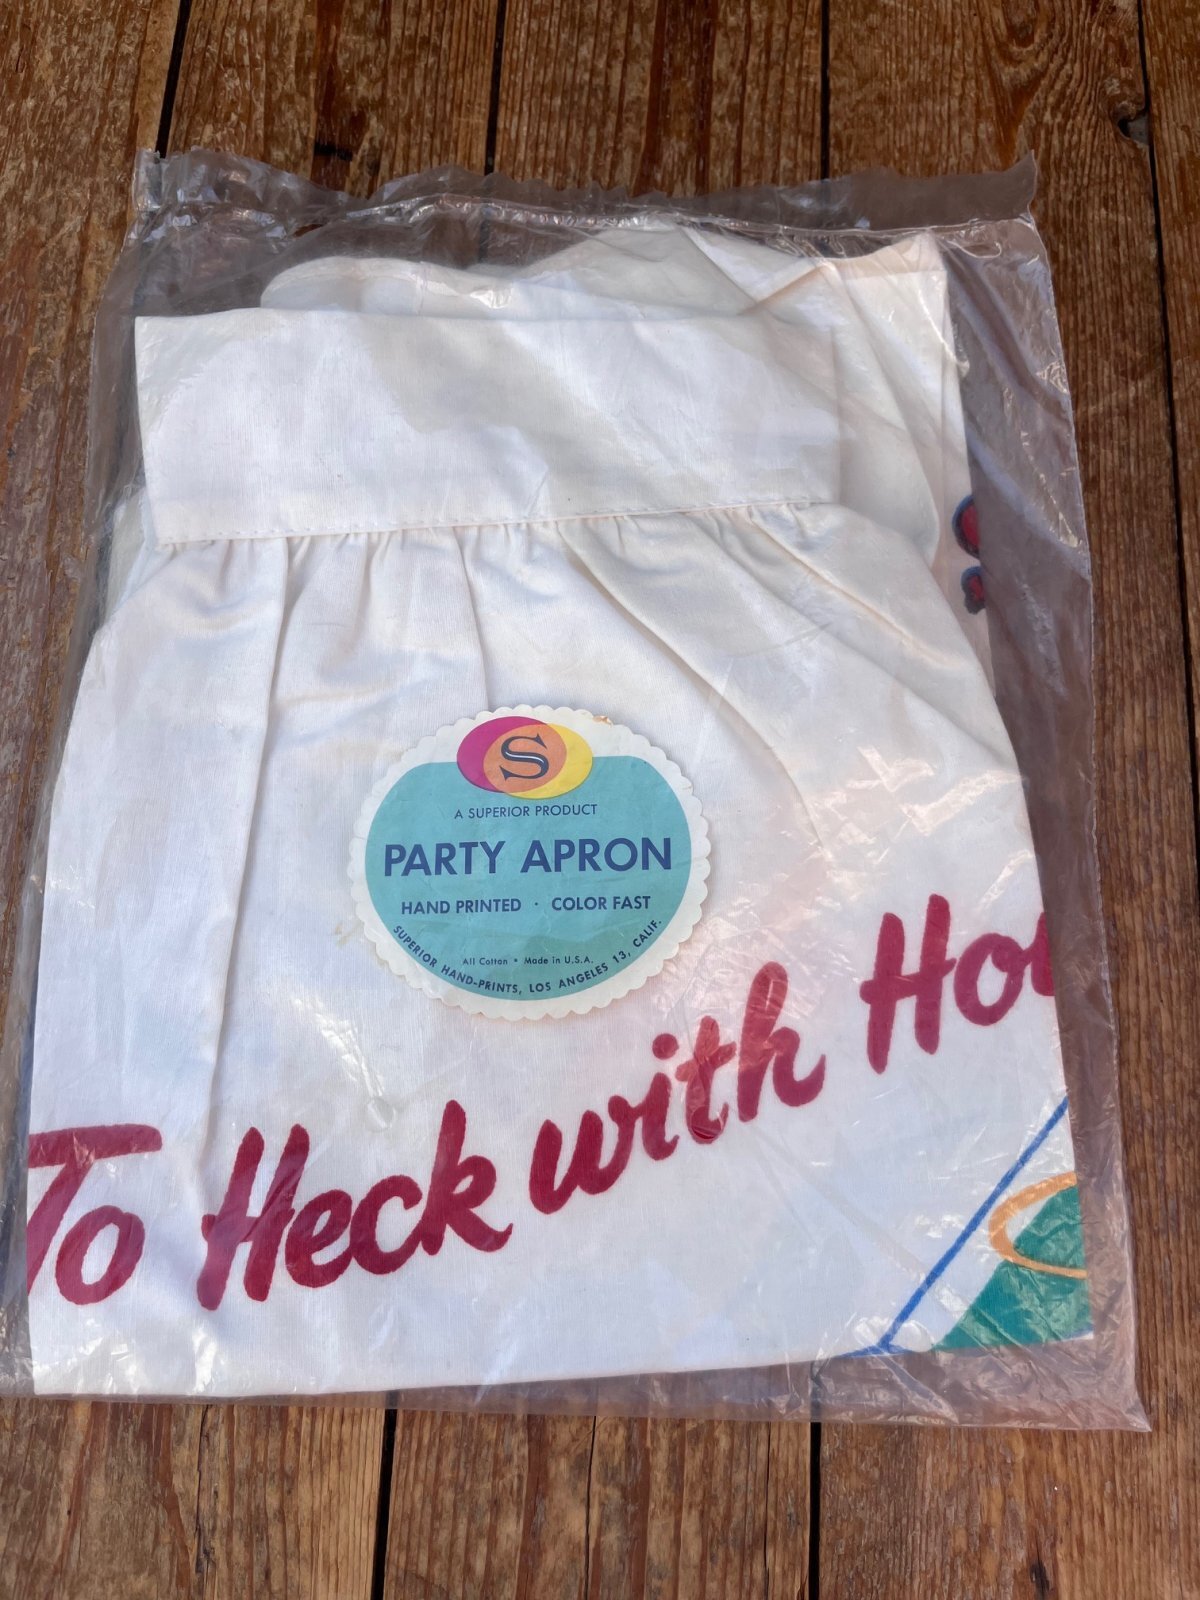 S
A SUPERIOR PRODUCT
PARTY APRON
HAND PRINTED · COLOR FAST
All Cotton • Made in U.S.A.
SUPERIOR HAND-PRINTS, LOS ANGELES 13, CALIF.
To Heck with Hou